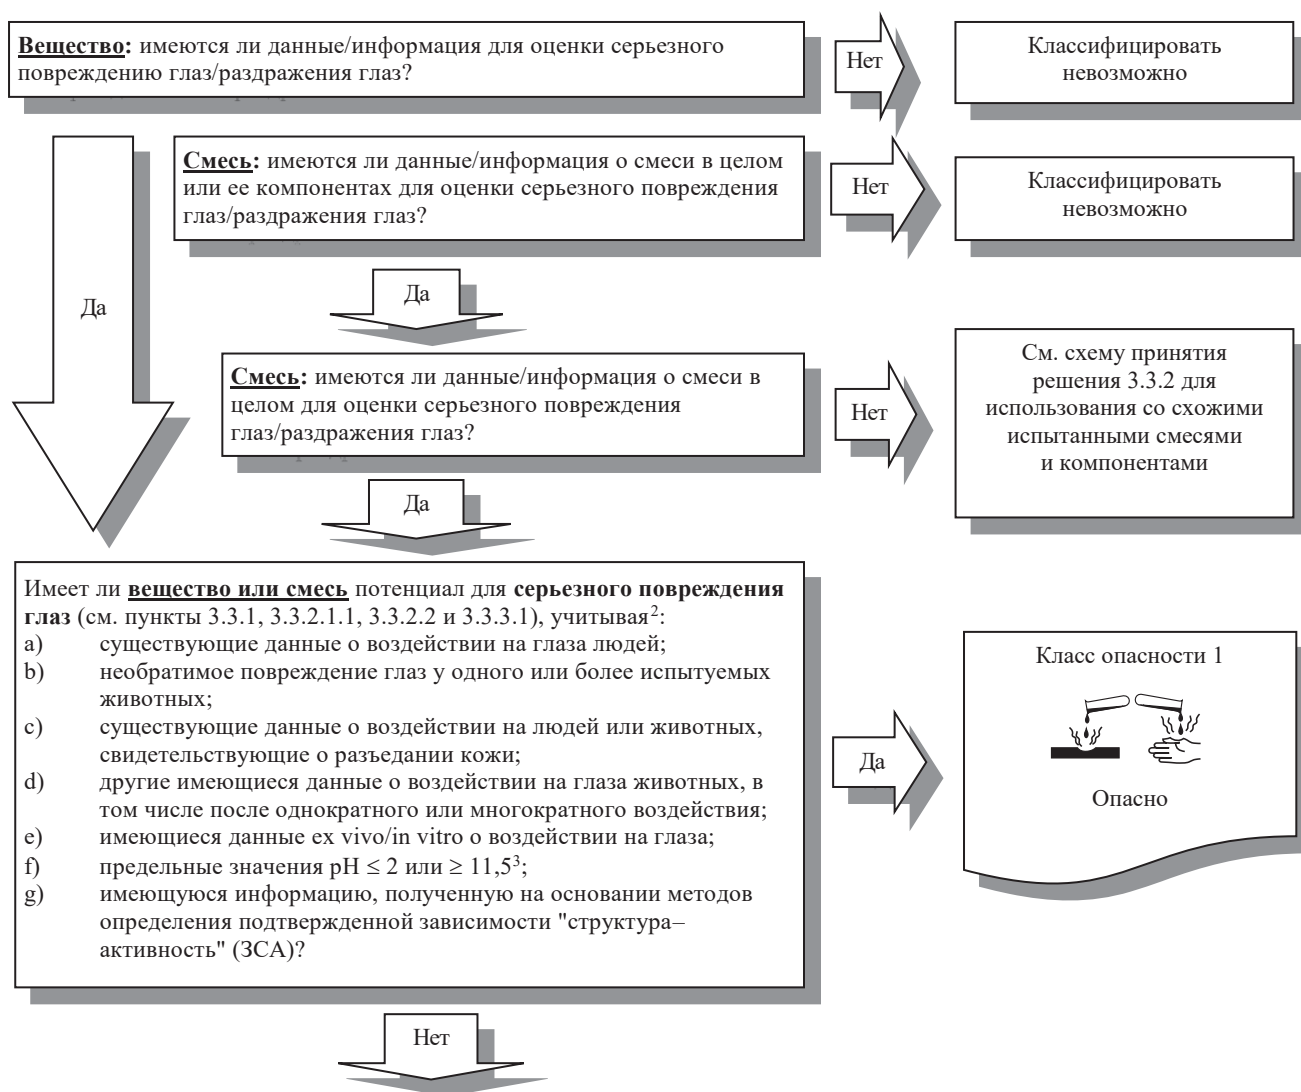 Вещество: имеются ли данные/информация для оценки серьезного
повреждению глаз/раздражения глаз?
Нет
Классифицировать
невозможно
Смесь: имеются ли данные/информация о смеси в целом
или ее компонентах для оценки серьезного повреждения
глаз/раздражения глаз?
Нет
Классифицировать
невозможно
Да
Да
Смесь: имеются ли данные/информация о смеси в
целом для оценки серьезного повреждения
глаз/раздражения глаз?
Нет
См. схему принятия
решения 3.3.2 для
использования со схожими
испытанными смесями
и компонентами
Да
Имеет ли вещество или смесь потенциал для серьезного повреждения
глаз (см. пункты 3.3.1, 3.3.2.1.1, 3.3.2.2 и 3.3.3.1), учитывая²:
a) существующие данные о воздействии на глаза людей;
b) необратимое повреждение глаз у одного или более испытуемых
животных;
c) существующие данные о воздействии на людей или животных,
свидетельствующие о разъедании кожи;
d) другие имеющиеся данные о воздействии на глаза животных, в
том числе после однократного или многократного воздействия;
e) имеющиеся данные ex vivo/in vitro о воздействии на глаза;
f) предельные значения pH ≤ 2 или ≥ 11,5³;
g) имеющуюся информацию, полученную на основании методов
определения подтвержденной зависимости "структура–
активность" (ЗСА)?
Да
Класс опасности 1
Опасно
Нет